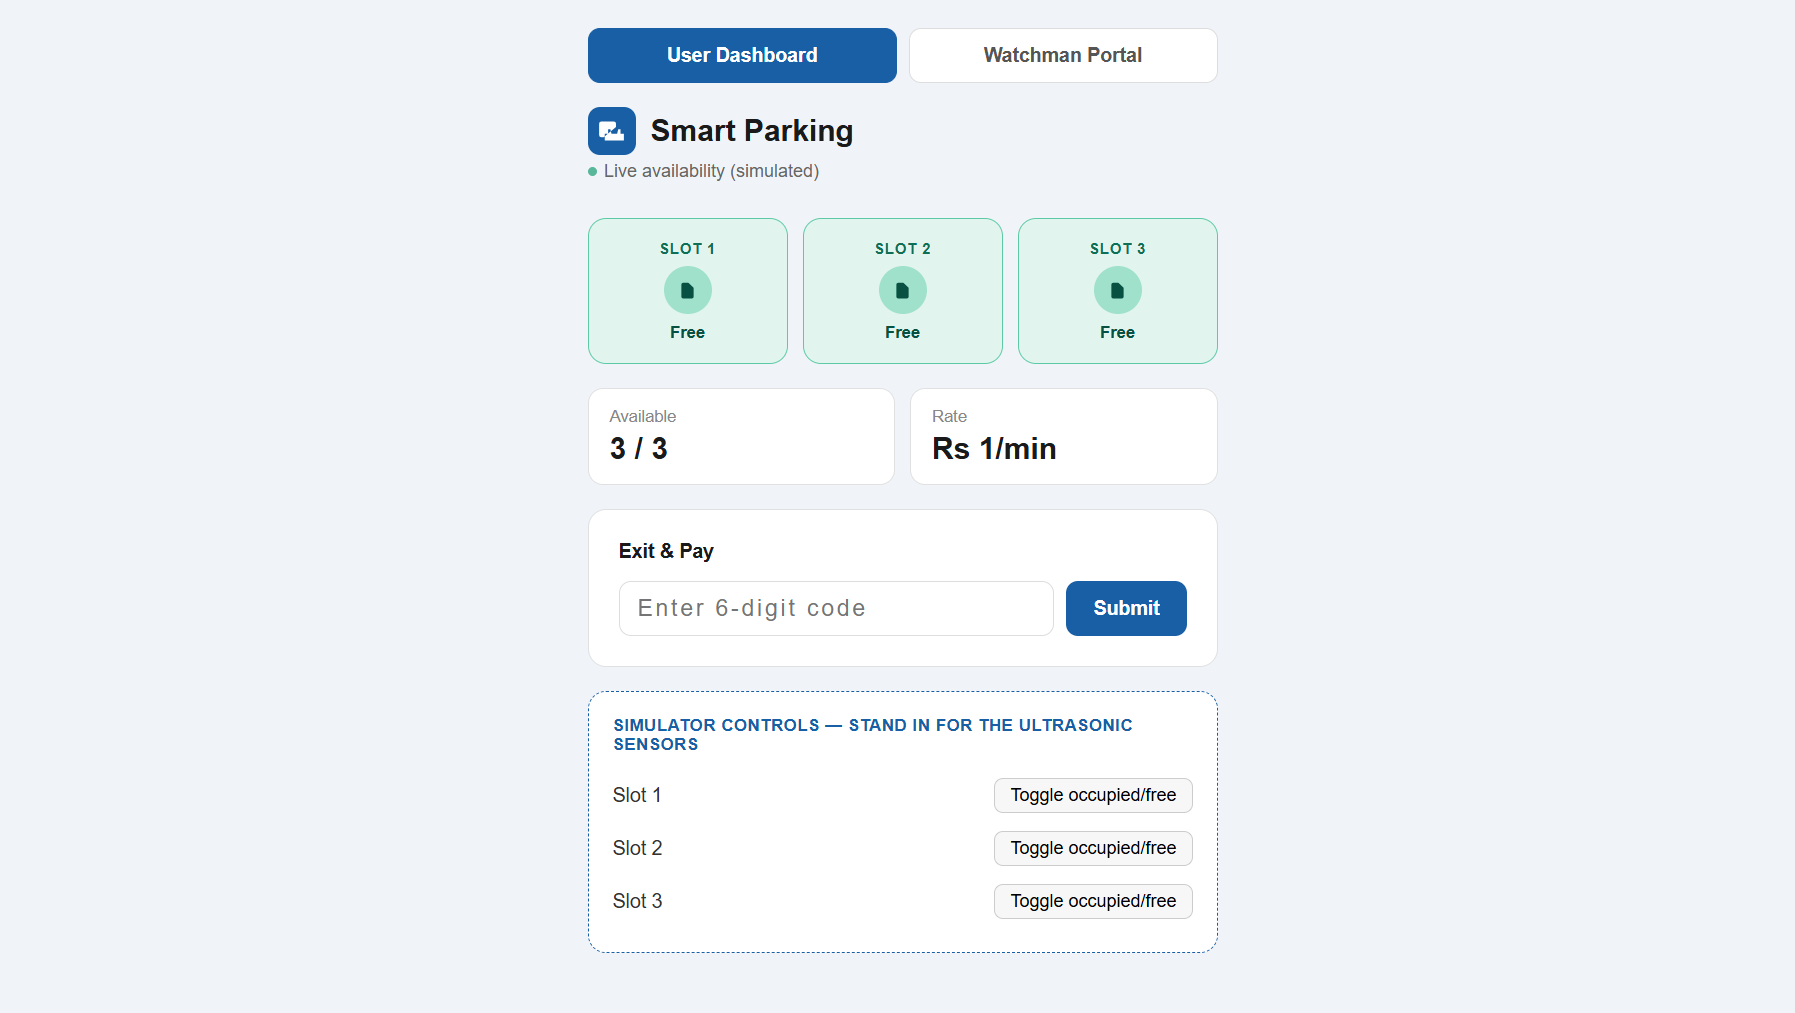 User Dashboard
Watchman Portal
Smart Parking
Live availability (simulated)
SLOT 1
Free
SLOT 2
Free
SLOT 3
Free
Available
3 / 3
Rate
Rs 1/min
Exit & Pay
Enter 6-digit code
Submit
SIMULATOR CONTROLS — STAND IN FOR THE ULTRASONIC
SENSORS
Slot 1
Toggle occupied/free
Slot 2
Toggle occupied/free
Slot 3
Toggle occupied/free